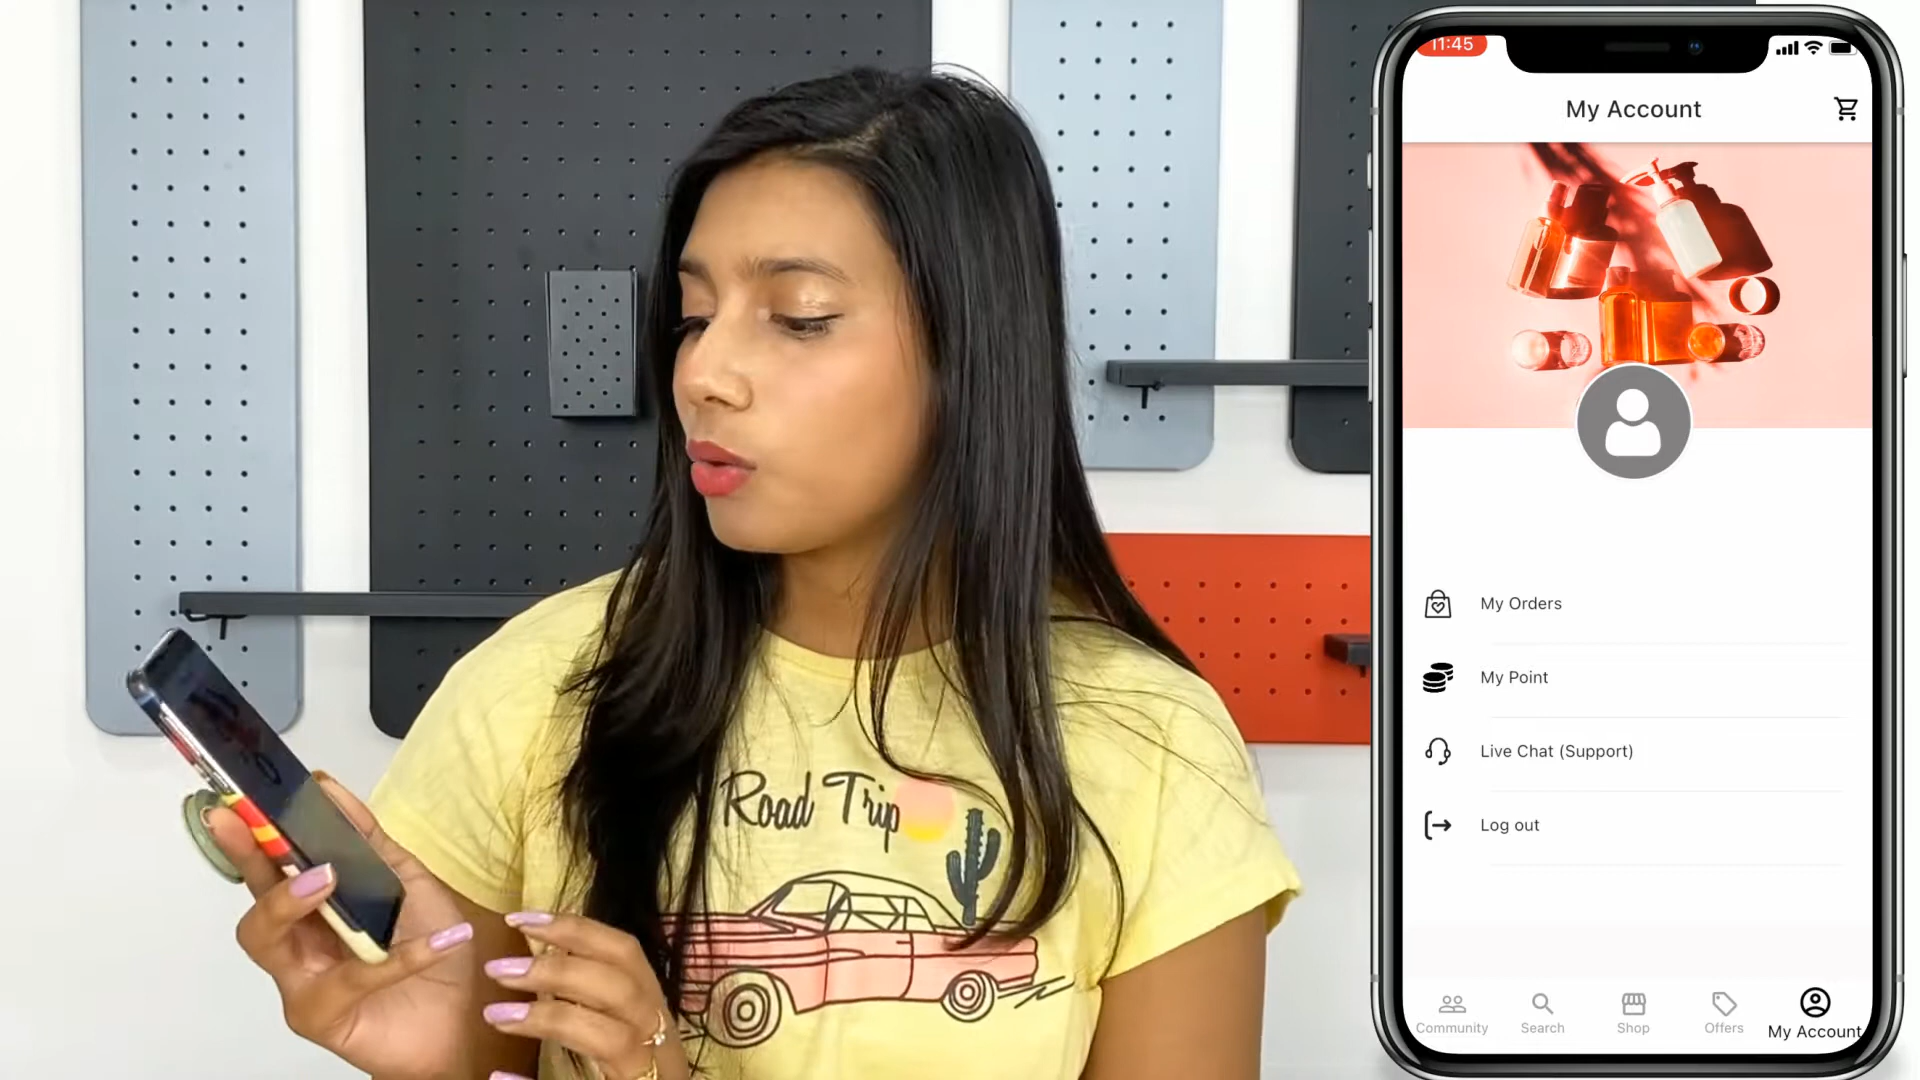 11:45
My Account
My Orders
My Point
Live Chat (Support)
Log out
Community
Search
Shop
Offers
My Account
Road Trip